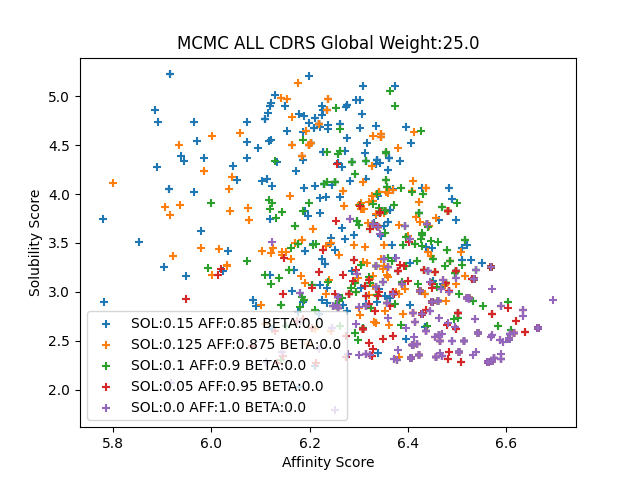 MCMC ALL CDRS Global Weight:25.0
Solubility Score
5.0
4.5
4.0
3.5
3.0
2.5
2.0
SOL:0.15 AFF:0.85 BETA:0.0
SOL:0.125 AFF:0.875 BETA:0.0
SOL:0.1 AFF:0.9 BETA:0.0
SOL:0.05 AFF:0.95 BETA:0.0
SOL:0.0 AFF:1.0 BETA:0.0
5.8 6.0 6.2 6.4 6.6
Affinity Score